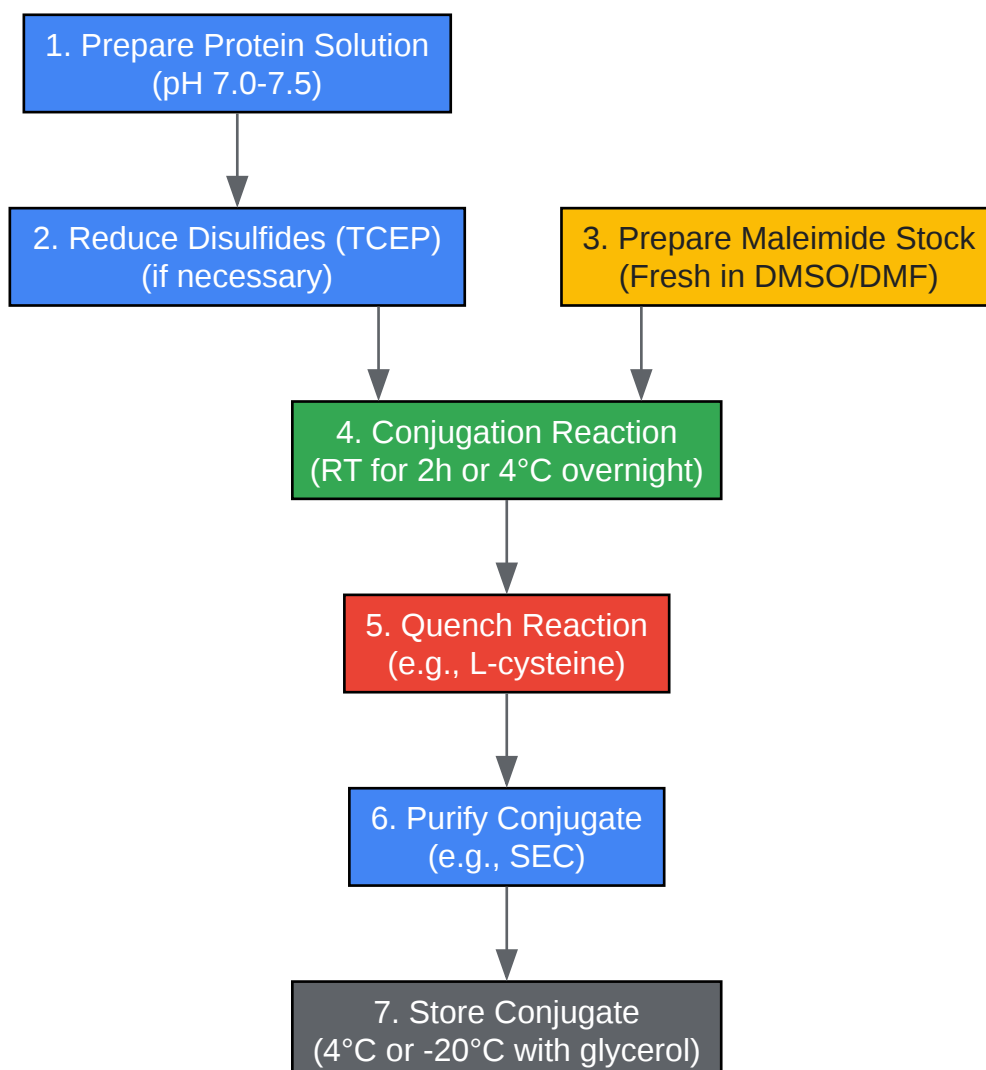 1. Prepare Protein Solution
(pH 7.0-7.5)
2. Reduce Disulfides (TCEP)
(if necessary)
3. Prepare Maleimide Stock
(Fresh in DMSO/DMF)
4. Conjugation Reaction
(RT for 2h or 4°C overnight)
5. Quench Reaction
(e.g., L-cysteine)
6. Purify Conjugate
(e.g., SEC)
7. Store Conjugate
(4°C or -20°C with glycerol)